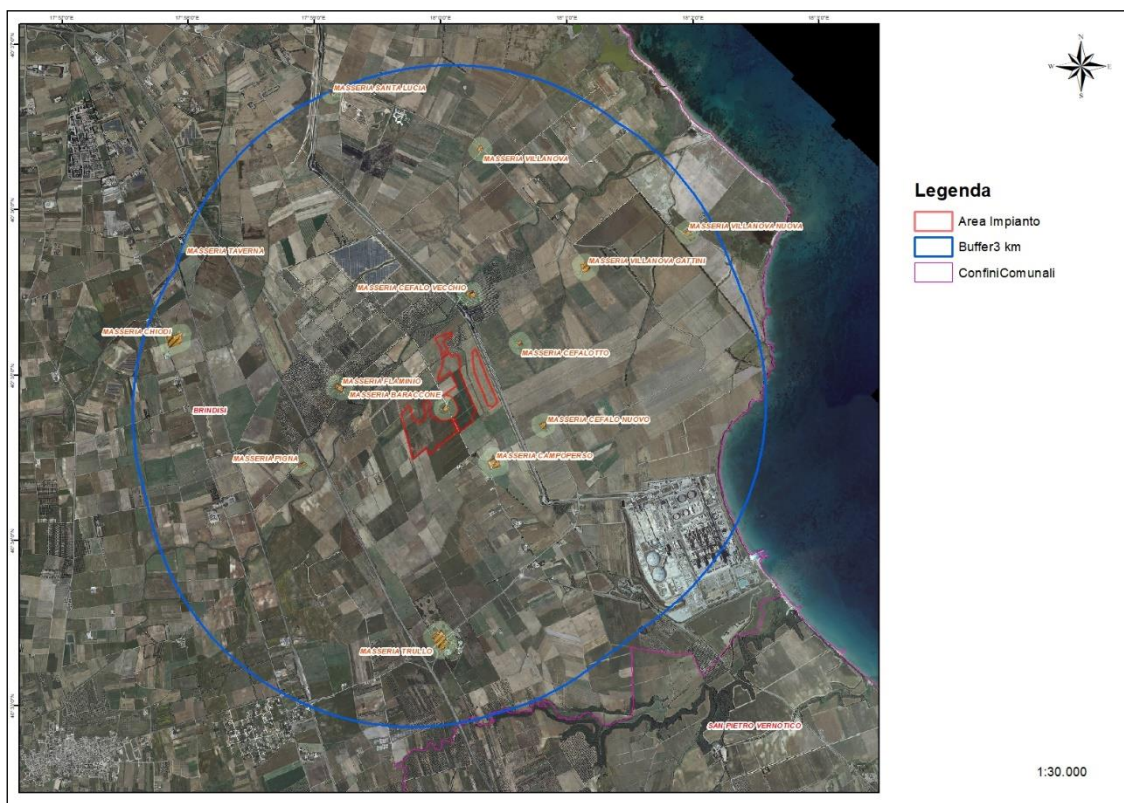 N
W E
S
MASSERIA SANTA LUCIA
MASSERIA VILLANOVA
MASSERIA VILLANOVA NUOVA
MASSERIA TAVERNA
MASSERIA VILLANOVA GATTINI
MASSERIA CEFALO VECCHIO
MASSERIA CHIODI
MASSERIA CEFALOTTO
MASSERIA FLAMINIO
MASSERIA BARACCONE
BRINDISI
MASSERIA CEFALO NUOVO
MASSERIA PIGNA
MASSERIA CAMPOPERSO
MASSERIA TRULLO
SAN PIETRO VERNOTICO
Legenda
Area Impianto
Buffer3 km
ConfiniComunali
1:30.000